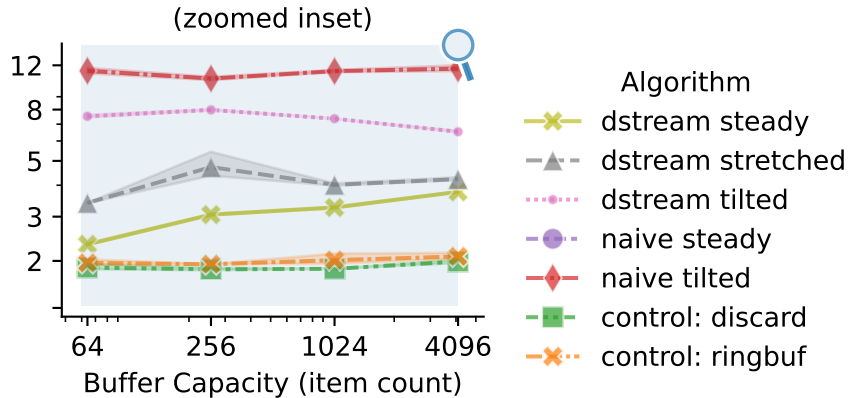 (zoomed inset)
12
8
5
3
2
64 256 1024 4096
Buffer Capacity (item count)
Algorithm
dstream steady
dstream stretched
dstream tilted
naive steady
naive tilted
control: discard
control: ringbuf